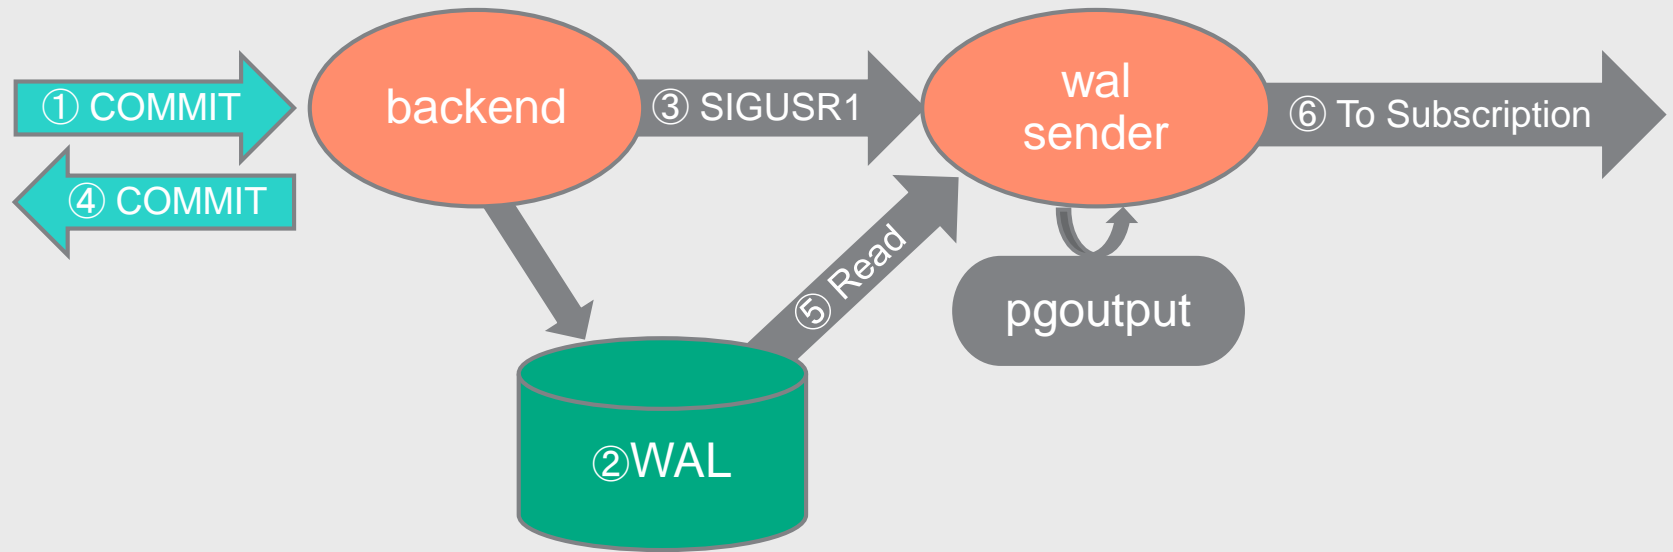 ① COMMIT
backend
③ SIGUSR1
wal
sender
⑥ To Subscription
④ COMMIT
⑤ Read
pgoutput
②WAL